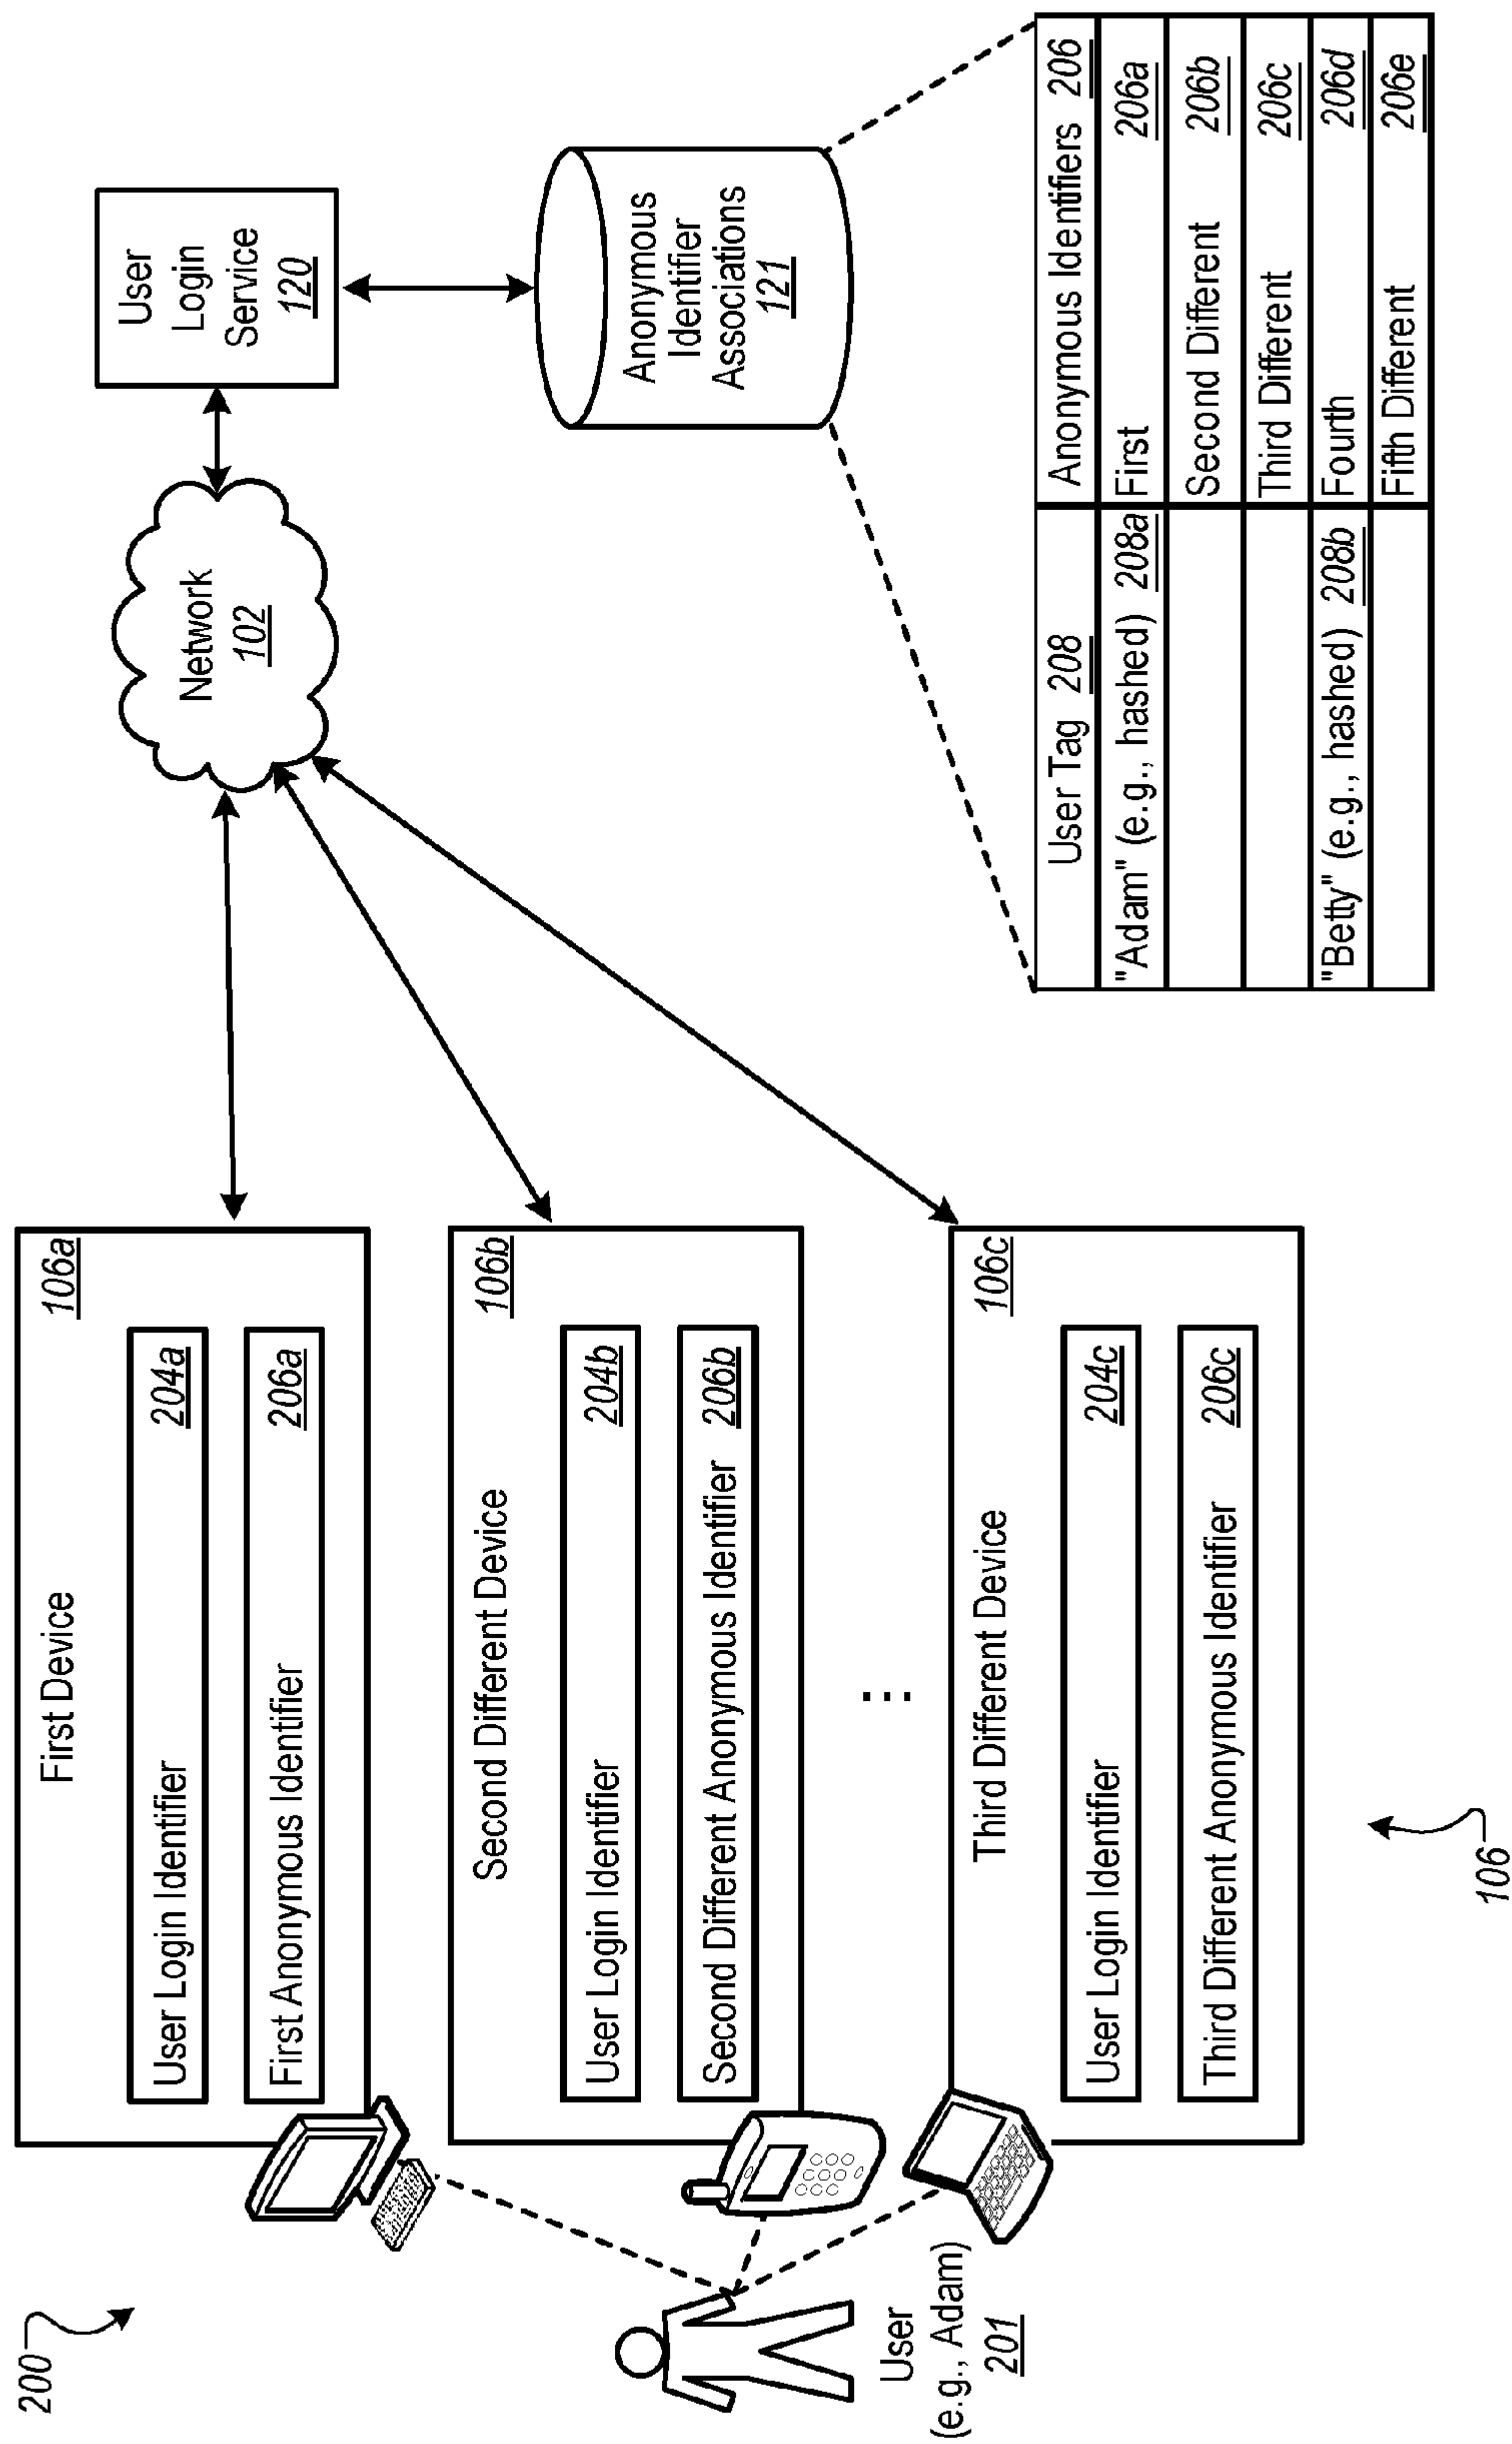 200
User
(e.g., Adam)
201
First Device
106a
User Login Identifier 204a
First Anonymous Identifier 206a
Second Different Device
106b
User Login Identifier 204b
Second Different Anonymous Identifier 206b
...
Third Different Device
106c
User Login Identifier 204c
Third Different Anonymous Identifier 206c
106
Network
102
User
Login
Service
120
Anonymous
Identifier
Associations
121
User Tag 208 Anonymous Identifiers 206
"Adam" (e.g., hashed) 208a First 206a
Second Different 206b
Third Different 206c
"Betty" (e.g., hashed) 208b Fourth 206d
Fifth Different 206e